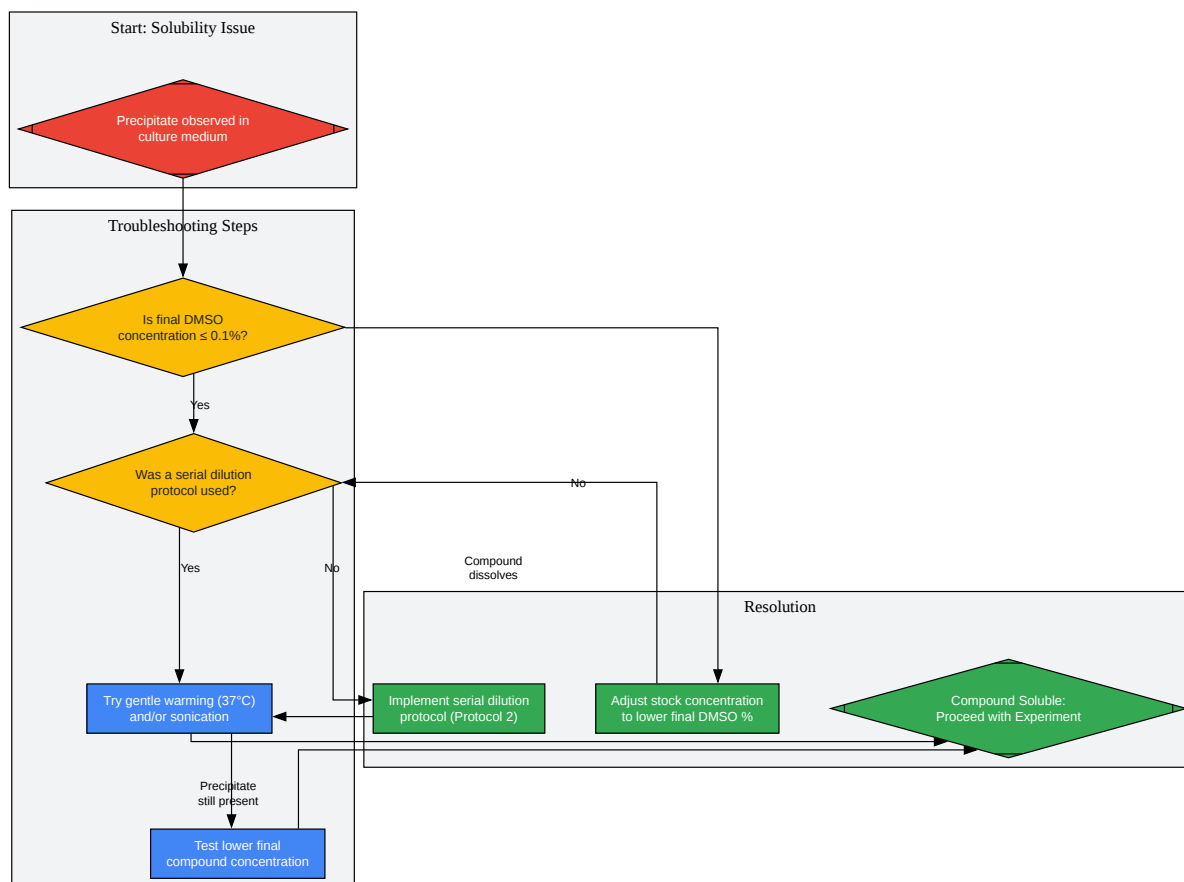 Start: Solubility Issue
Precipitate observed in
culture medium
Troubleshooting Steps
Is final DMSO
concentration ≤ 0.1%?
Yes
Was a serial dilution
protocol used?
No
Yes
No
Compound
dissolves
Resolution
Try gentle warming (37°C)
and/or sonication
Implement serial dilution
protocol (Protocol 2)
Adjust stock concentration
to lower final DMSO %
Compound Soluble:
Proceed with Experiment
Precipitate
still present
Test lower final
compound concentration